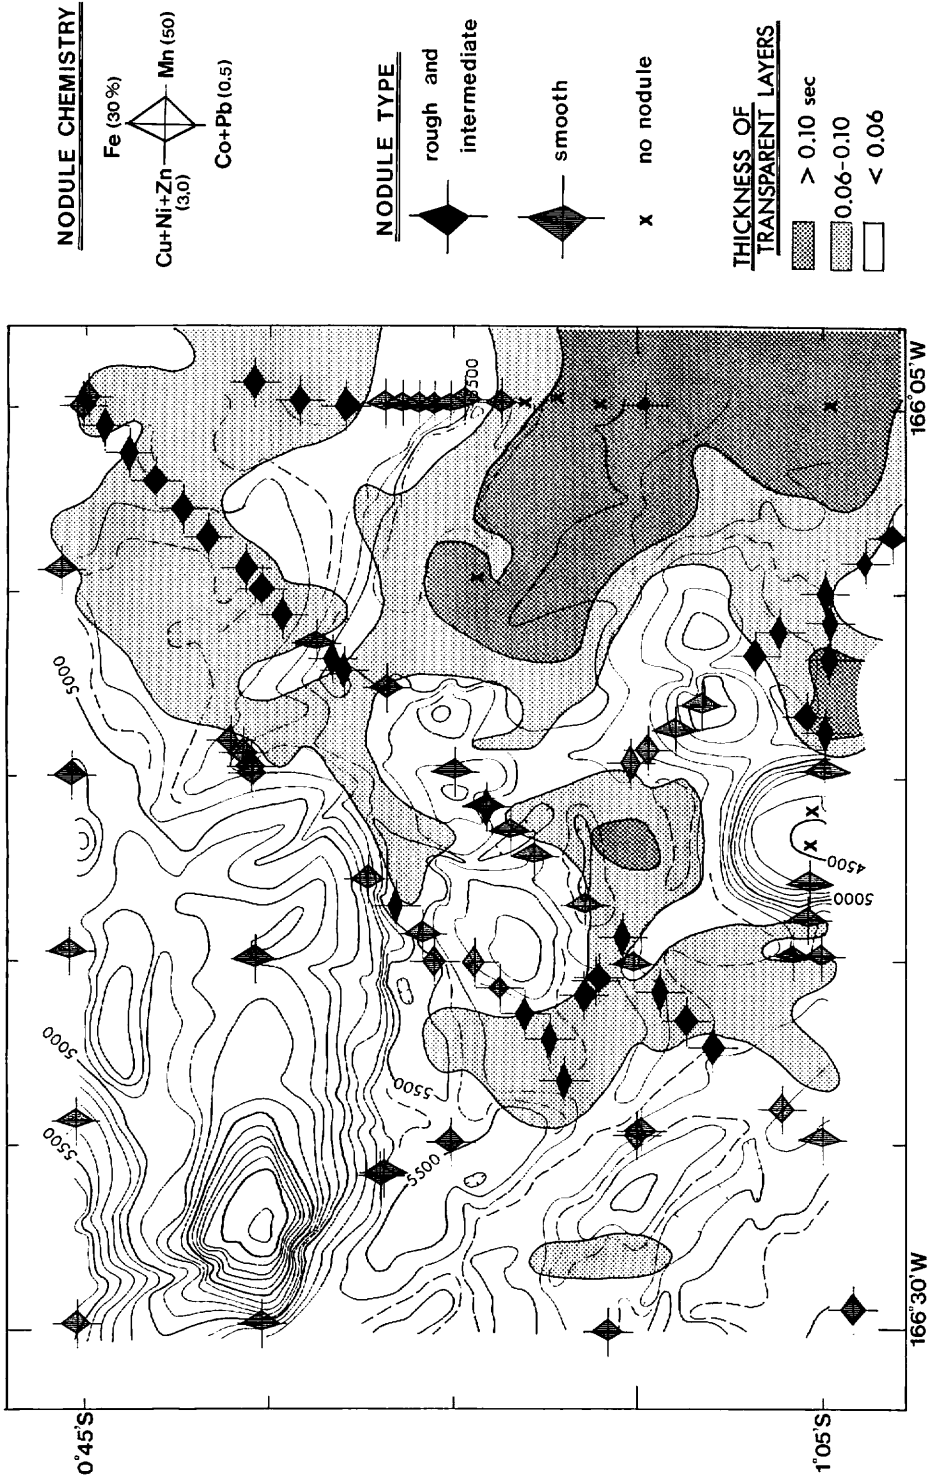 NODULE CHEMISTRY
Fe (30%)
Mn (50)
Cu+Ni+Zn
(3.0)
Co+Pb (0.5)
NODULE TYPE
rough and
intermediate
smooth
x no nodule
THICKNESS OF
TRANSPARENT LAYERS
> 0.10 sec
0.06-0.10
< 0.06
0°45'S
1°05'S
166°05'W
166°30'W
5000
5000
5500
5500
5500
5500
4500
5000